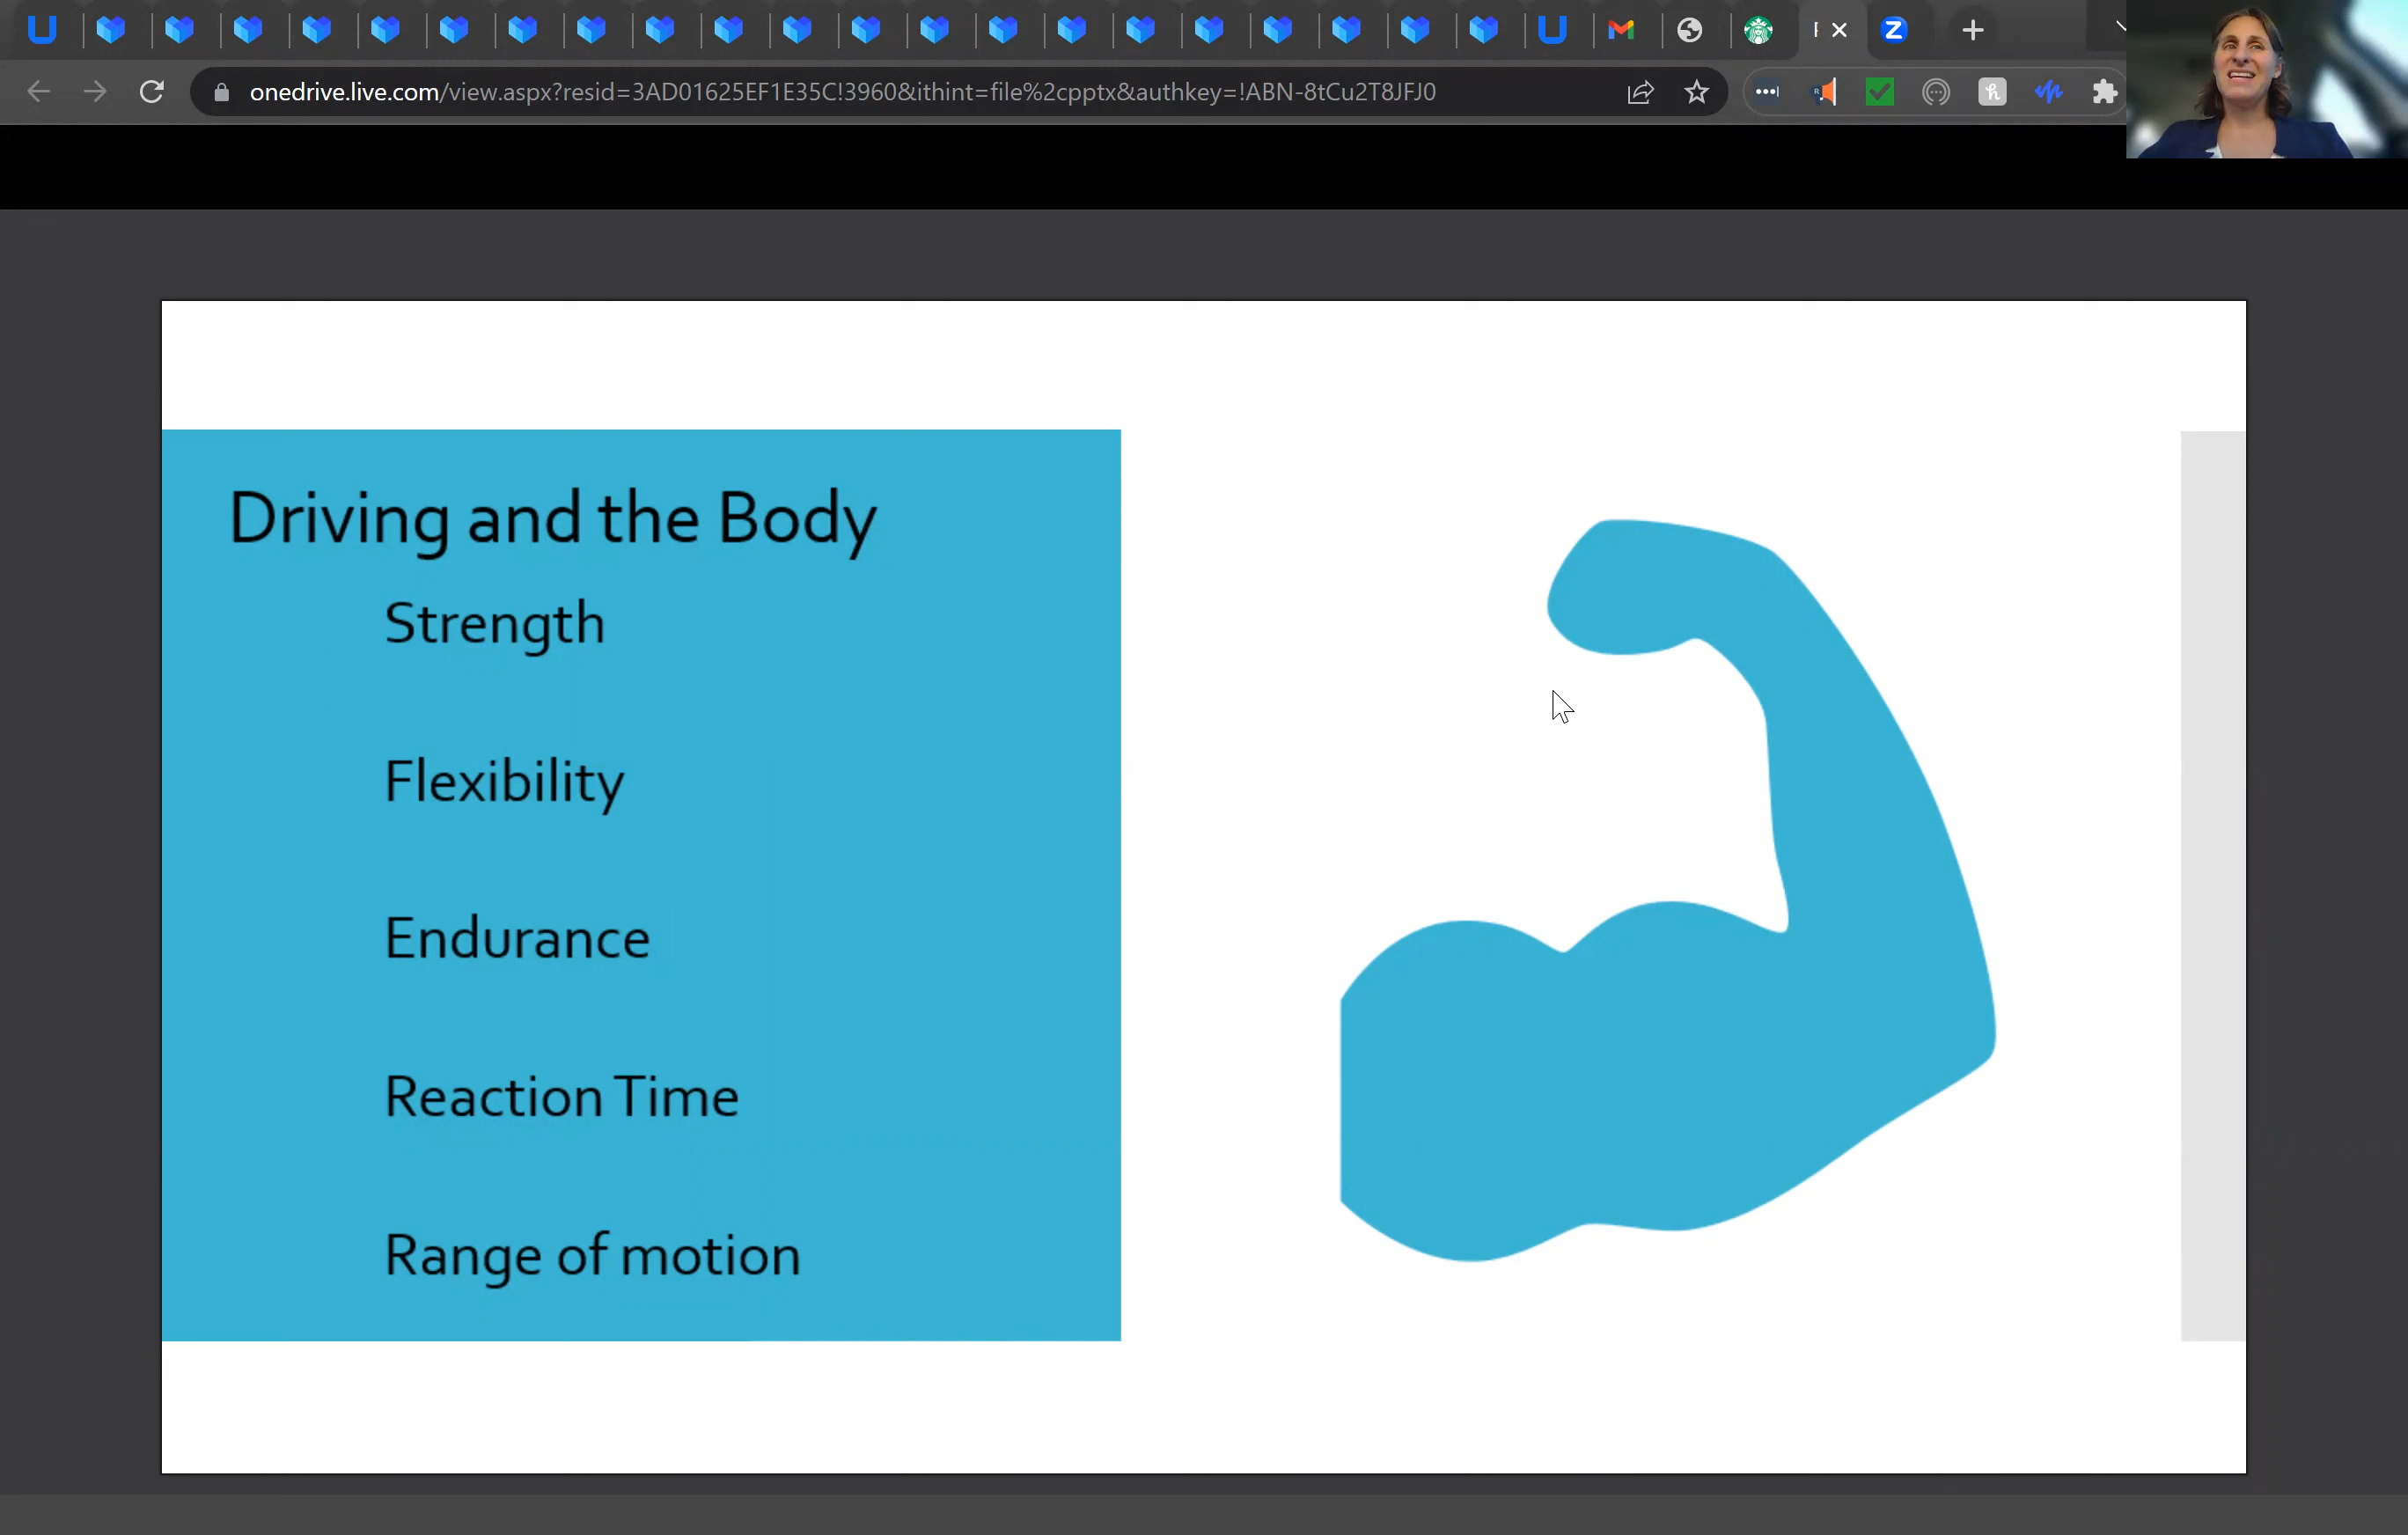 onedrive.live.com/view.aspx?resid=3AD01625EF1E35C!3960&ithint=file%2cpptx&authkey=!ABN-8tCu2T8JFJ0
Driving and the Body
Strength
Flexibility
Endurance
Reaction Time
Range of motion